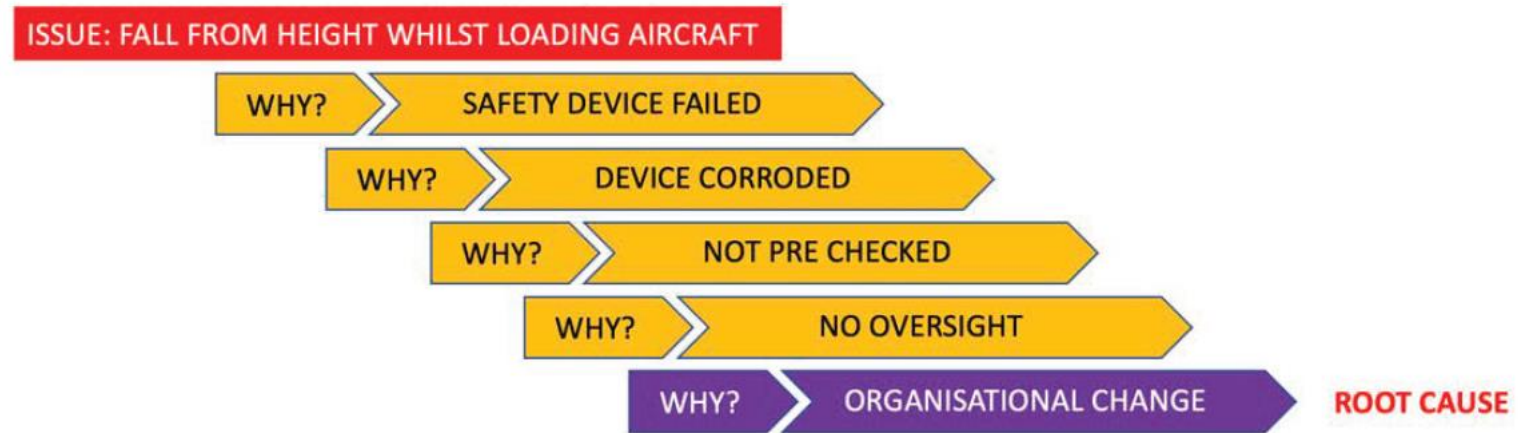 ISSUE: FALL FROM HEIGHT WHILST LOADING AIRCRAFT
WHY? SAFETY DEVICE FAILED
WHY? DEVICE CORRODED
WHY? NOT PRE CHECKED
WHY? NO OVERSIGHT
WHY? ORGANISATIONAL CHANGE ROOT CAUSE